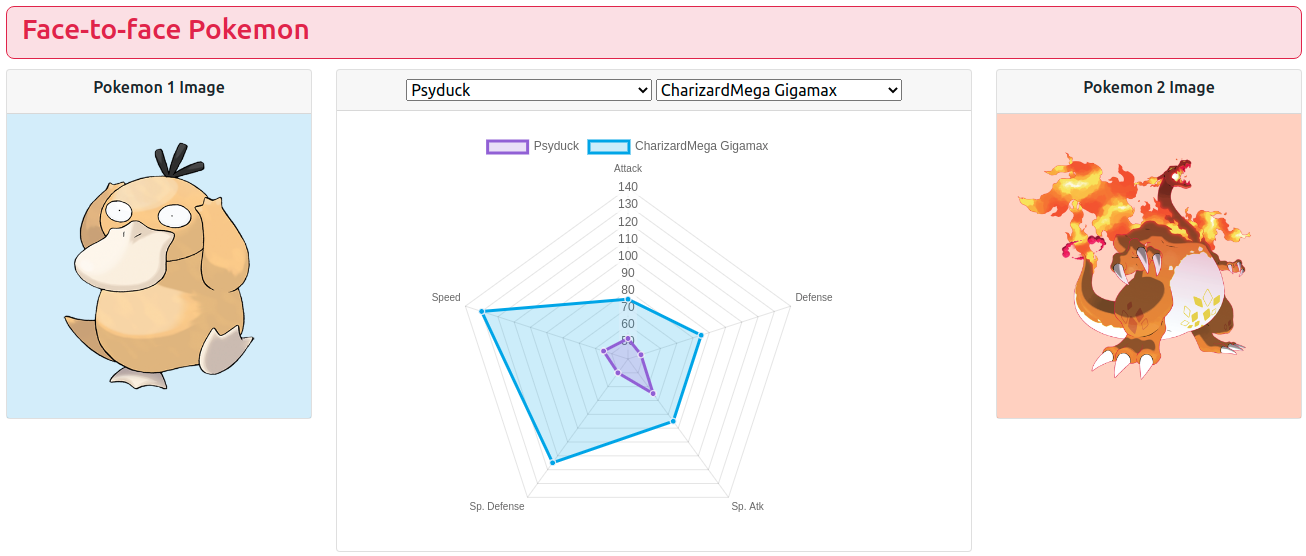 Face-to-face Pokemon
Pokemon 1 Image
Psyduck
CharizardMega Gigamax
Pokemon 2 Image
Psyduck
CharizardMega Gigamax
Attack
140
130
120
110
100
90
80
70
60
50
Speed
Defense
Sp. Defense
Sp. Atk